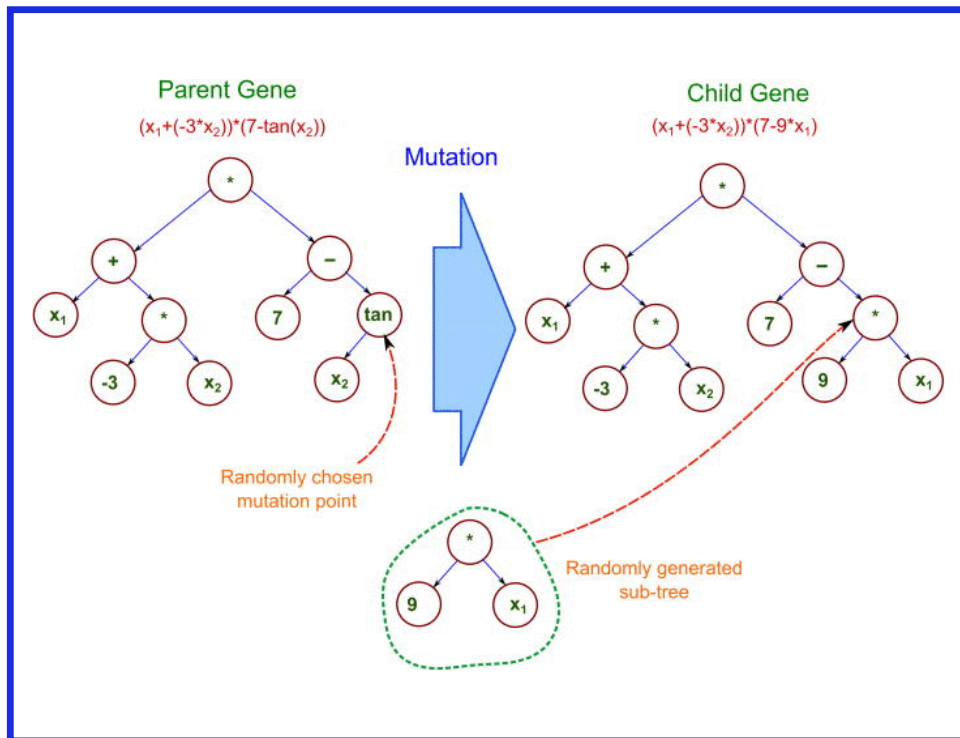 Parent Gene
(x₁+(-3*x₂))*(7-tan(x₂))
Child Gene
(x₁+(-3*x₂))*(7-9*x₁)
Mutation
*
+
–
x₁
*
7
tan
-3
x₂
x₂
*
+
–
x₁
*
7
*
-3
x₂
9
x₁
Randomly chosen
mutation point
*
9
x₁
Randomly generated
sub-tree